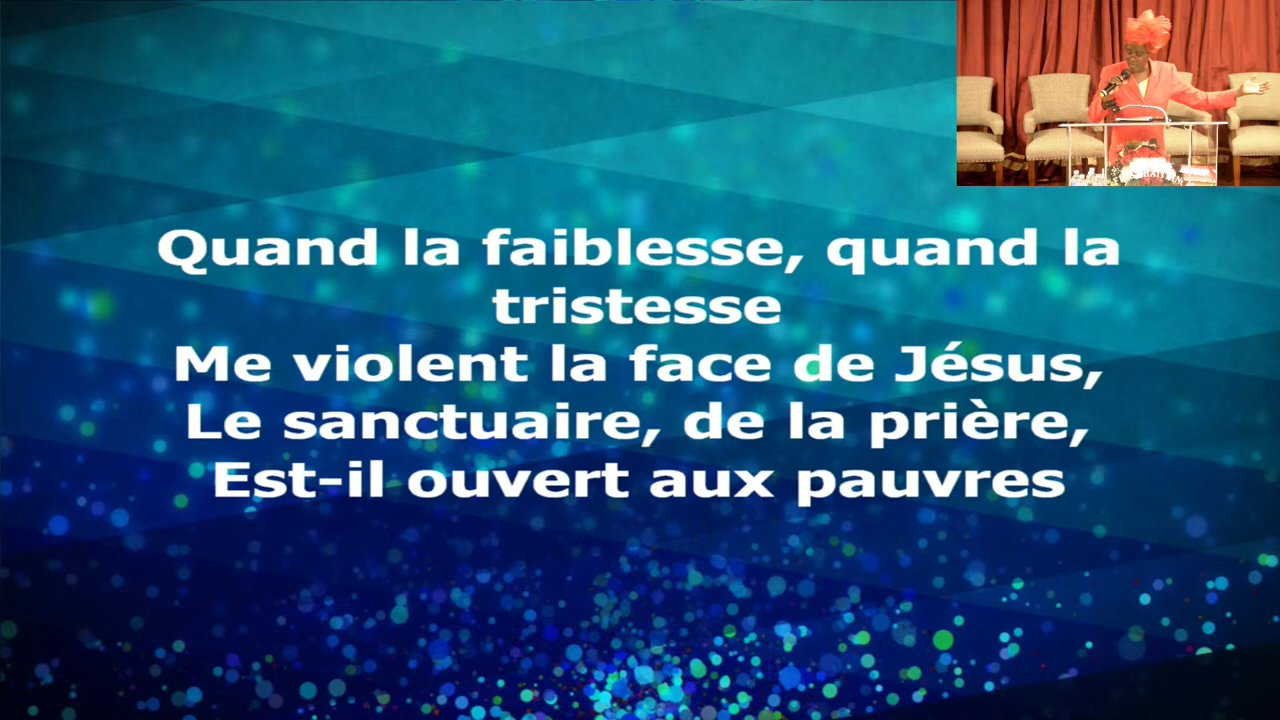 Quand la faiblesse, quand la
tristesse
Me violent la face de Jésus,
Le sanctuaire, de la prière,
Est-il ouvert aux pauvres